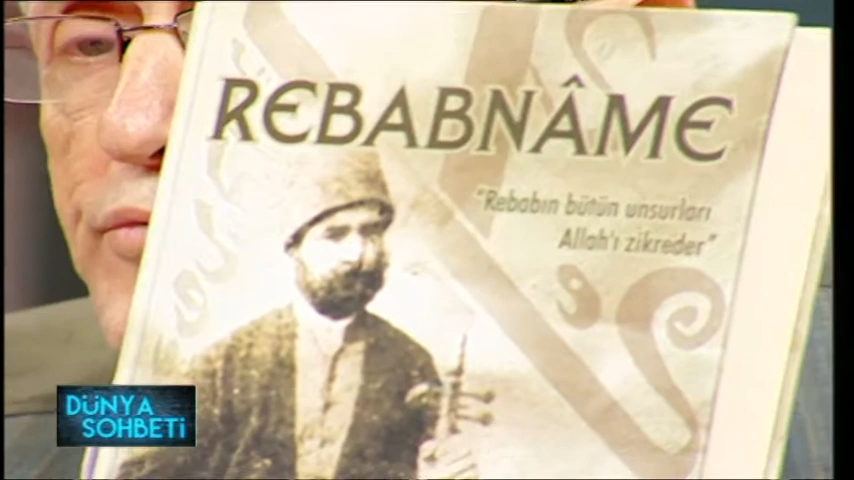 REBABNÂME
"Rebabın bütün unsurları
Allah'ı zikreder"
DÜNYA
SOHBETİ